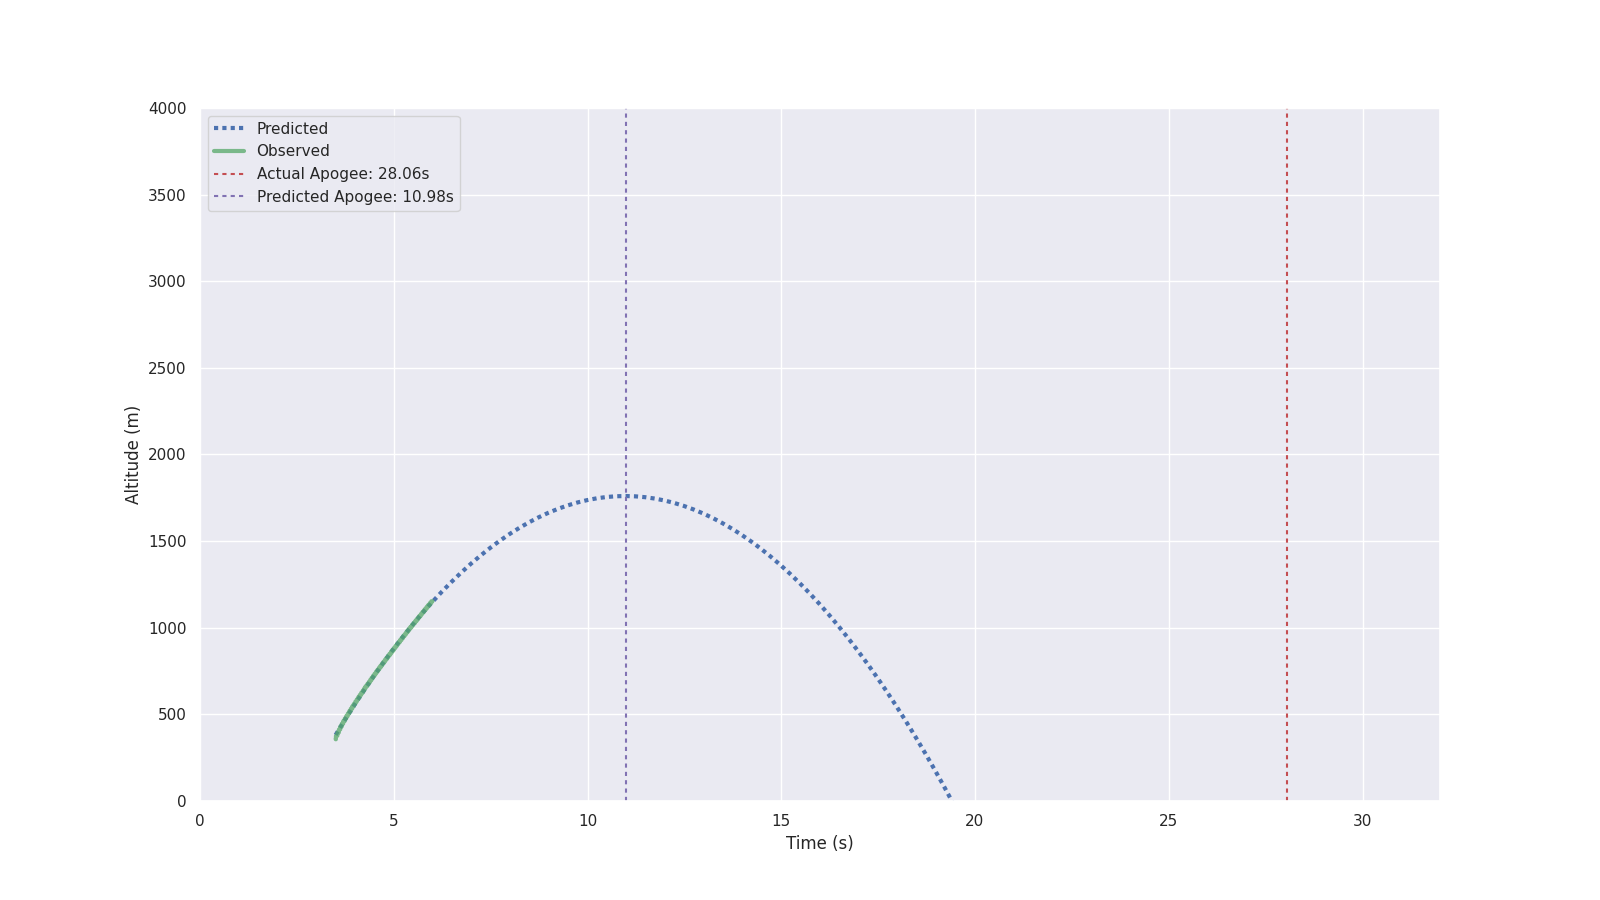 4000
3500
3000
2500
2000
1500
1000
500
0
Altitude (m)
Predicted
Observed
Actual Apogee: 28.06s
Predicted Apogee: 10.98s
0 5 10 15 20 25 30
Time (s)